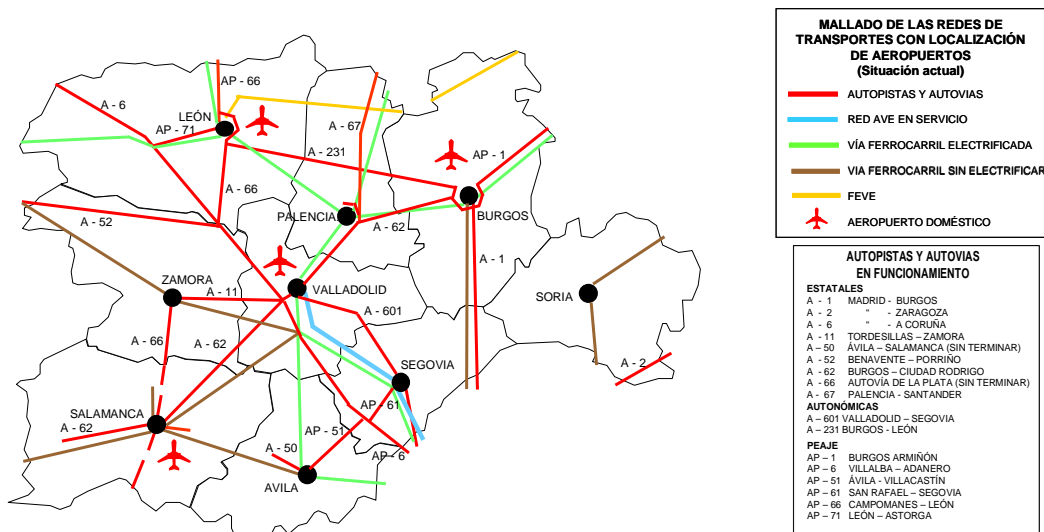 AP - 66
A - 6
LEÓN
AP - 71
A - 67
A - 231
AP - 1
A - 66
PALENCIA
A - 62
BURGOS
A - 52
A - 1
ZAMORA
VALLADOLID
SORIA
A - 11
A - 601
A - 66
A - 62
SEGOVIA
A - 2
AP - 61
SALAMANCA
A - 62
AP - 51
A - 50
AP - 6
AVILA
MALLADO DE LAS REDES DE
TRANSPORTES CON LOCALIZACIÓN
DE AEROPUERTOS
(Situación actual)
AUTOPISTAS Y AUTOVIAS
RED AVE EN SERVICIO
VÍA FERROCARRIL ELECTRIFICADA
VIA FERROCARRIL SIN ELECTRIFICAR
FEVE
AEROPUERTO DOMÉSTICO
AUTOPISTAS Y AUTOVIAS
EN FUNCIONAMIENTO
ESTATALES
A - 1 MADRID - BURGOS
A - 2 " - ZARAGOZA
A - 6 " - A CORUÑA
A - 11 TORDESILLAS – ZAMORA
A – 50 ÁVILA – SALAMANCA (SIN TERMINAR)
A – 52 BENAVENTE – PORRIÑO
A - 62 BURGOS – CIUDAD RODRIGO
A - 66 AUTOVÍA DE LA PLATA (SIN TERMINAR)
A - 67 PALENCIA - SANTANDER
AUTONÓMICAS
A – 601 VALLADOLID – SEGOVIA
A – 231 BURGOS - LEÓN
PEAJE
AP – 1 BURGOS ARMIÑÓN
AP – 6 VILLALBA – ADANERO
AP – 51 ÁVILA - VILLACASTÍN
AP – 61 SAN RAFAEL – SEGOVIA
AP – 66 CAMPOMANES – LEÓN
AP – 71 LEÓN – ASTORGA